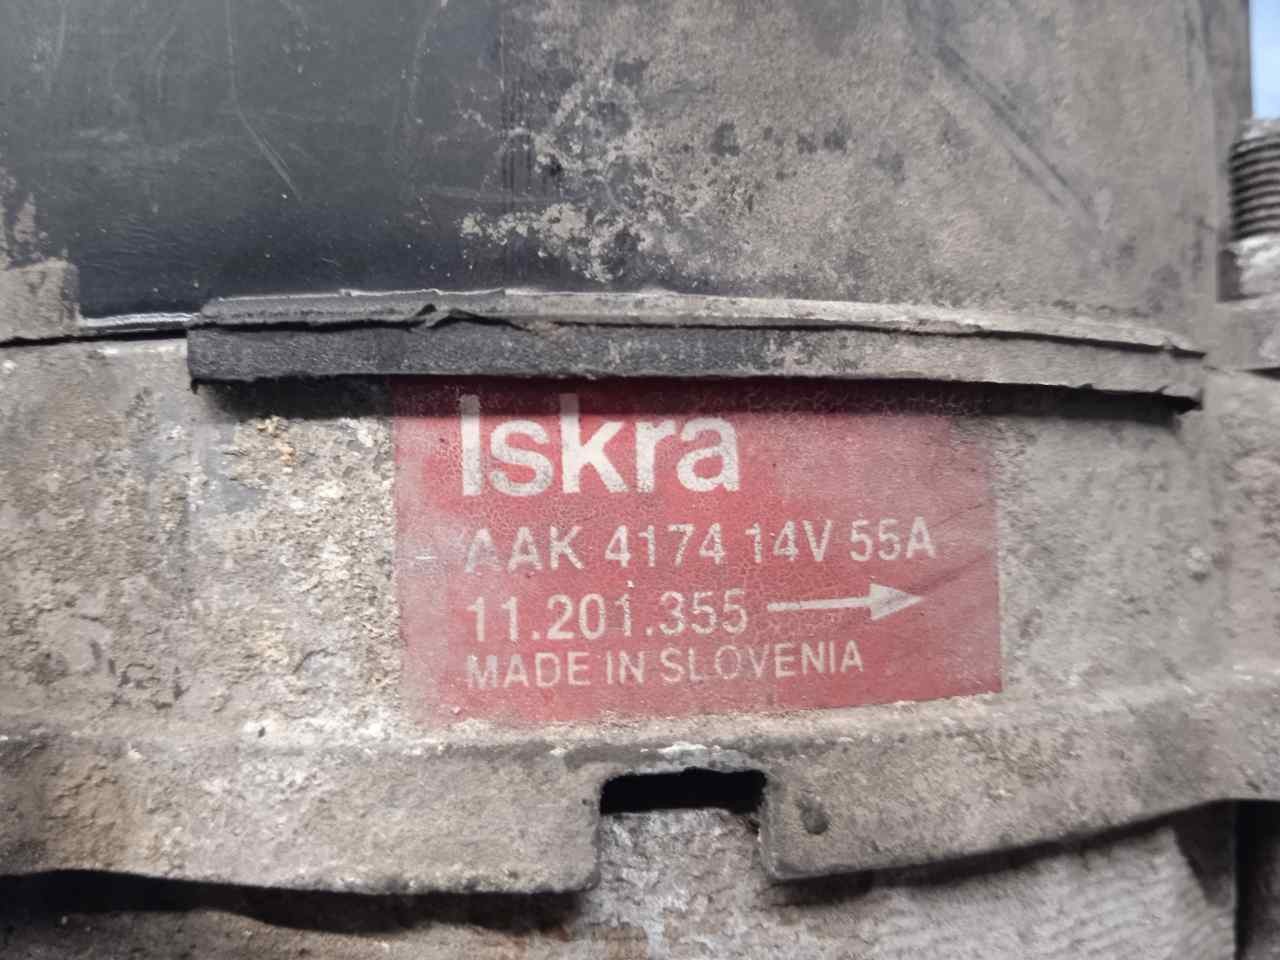 Iskra
AAK 4174 14V 55A
11.201.355 →
MADE IN SLOVENIA